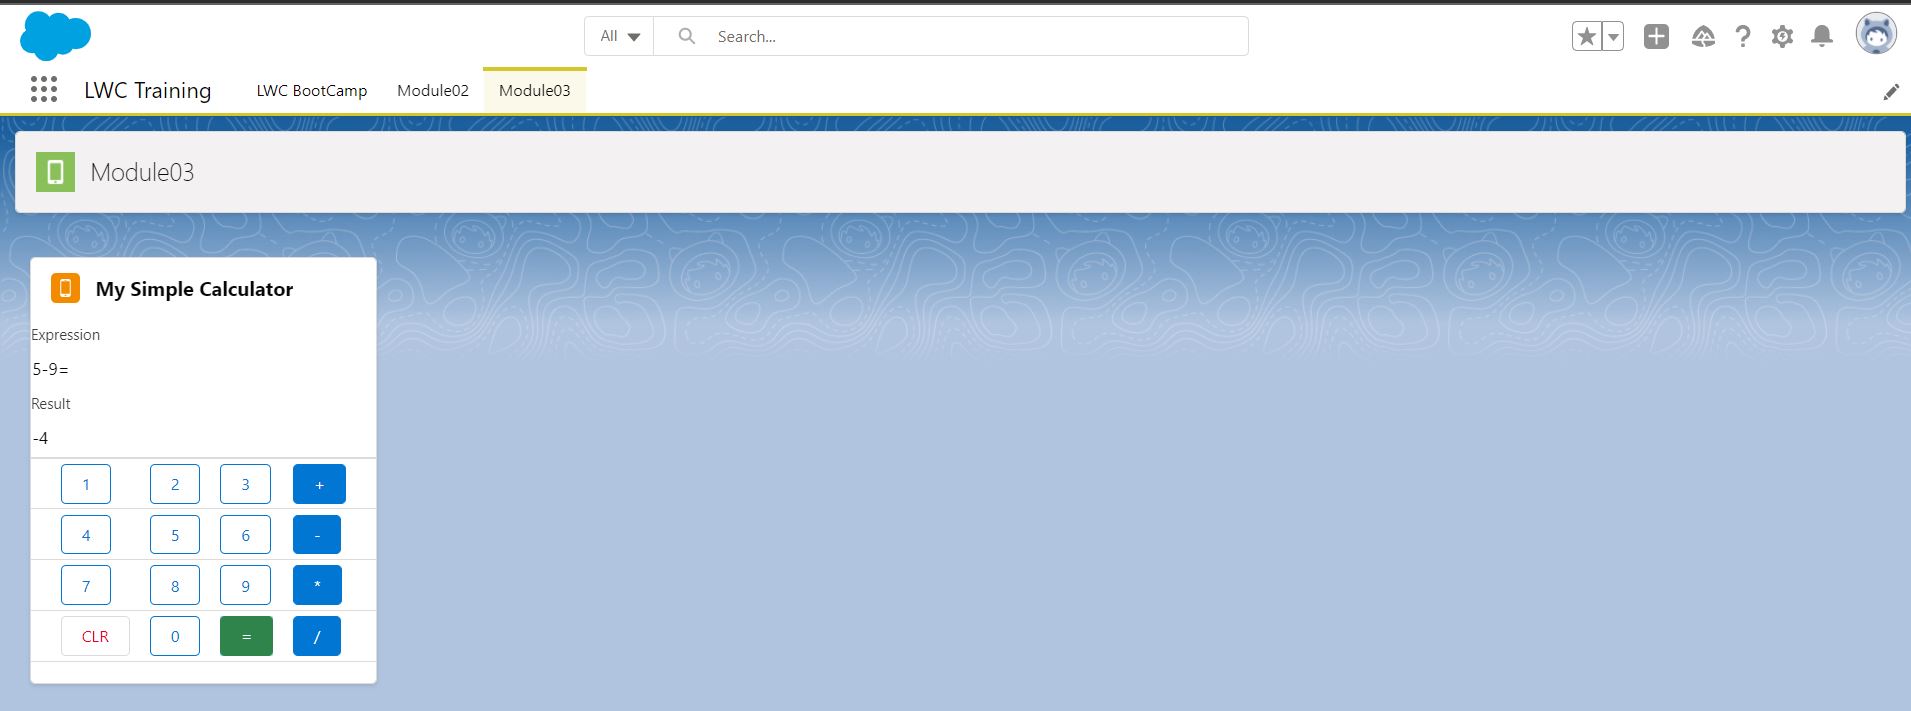 All Search...
LWC Training LWC BootCamp Module02 Module03
Module03
My Simple Calculator
Expression
5-9=
Result
-4
1 2 3 +
4 5 6 -
7 8 9 *
CLR 0 = /